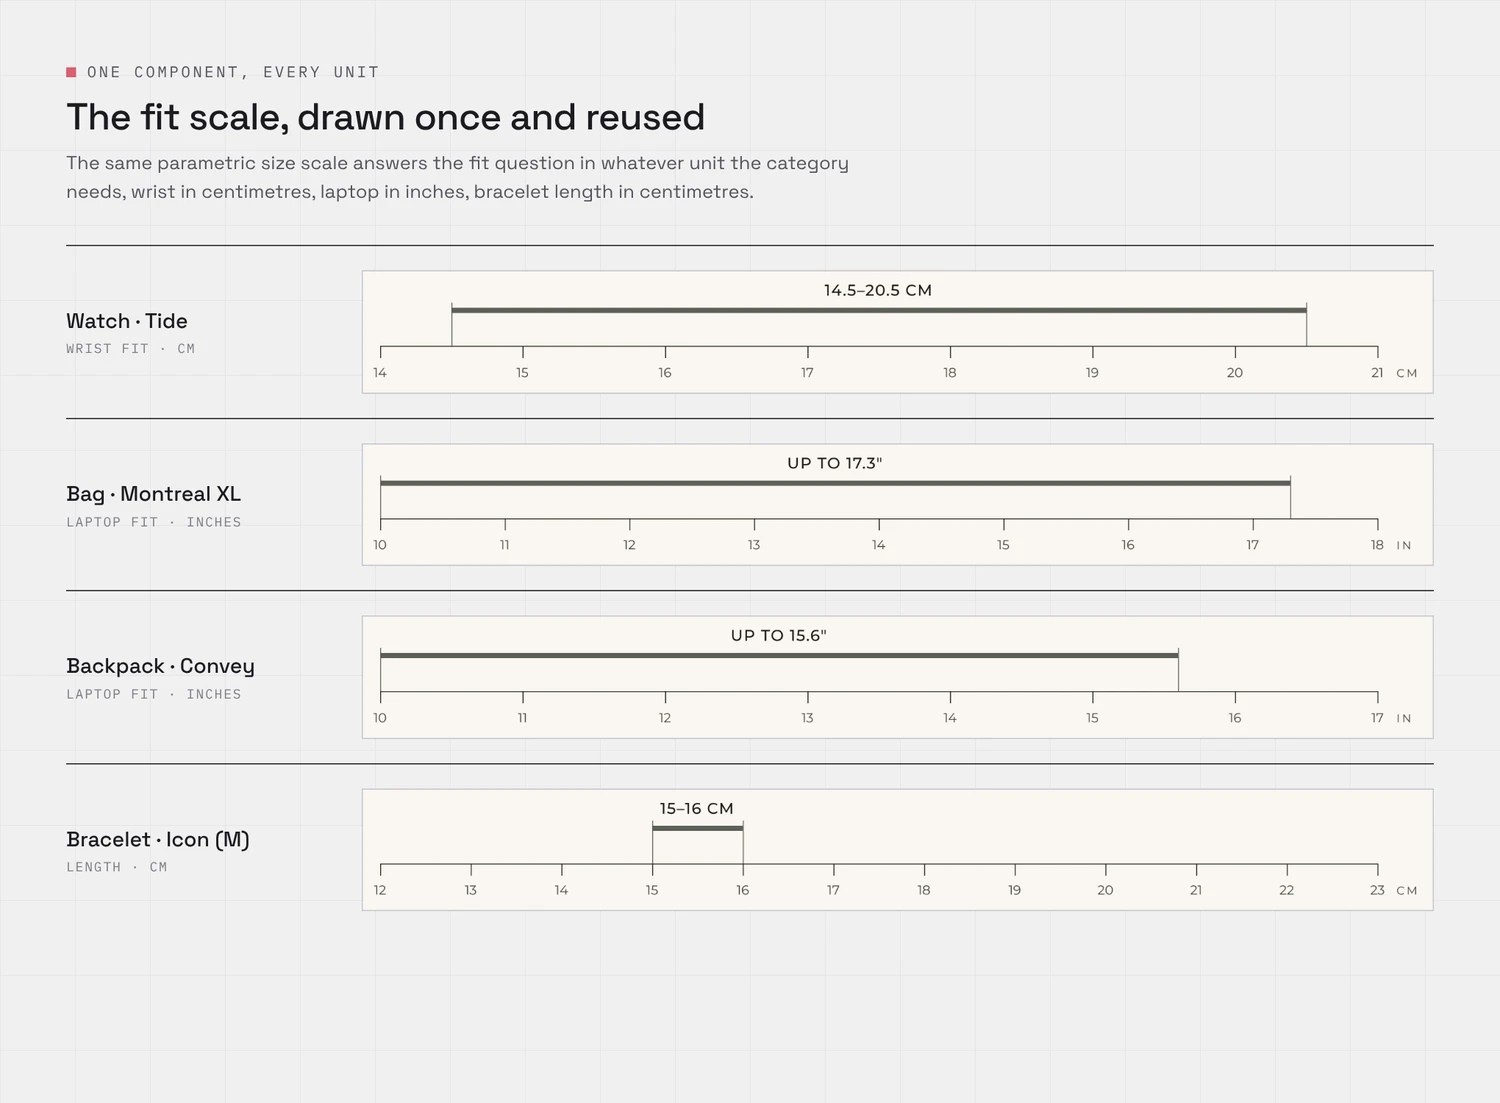 ONE COMPONENT, EVERY UNIT
The fit scale, drawn once and reused
The same parametric size scale answers the fit question in whatever unit the category
needs, wrist in centimetres, laptop in inches, bracelet length in centimetres.
Watch · Tide
WRIST FIT · CM
14.5–20.5 CM
14 15 16 17 18 19 20 21 CM
Bag · Montreal XL
LAPTOP FIT · INCHES
UP TO 17.3"
10 11 12 13 14 15 16 17 18 IN
Backpack · Convey
LAPTOP FIT · INCHES
UP TO 15.6"
10 11 12 13 14 15 16 17 IN
Bracelet · Icon (M)
LENGTH · CM
15–16 CM
12 13 14 15 16 17 18 19 20 21 22 23 CM